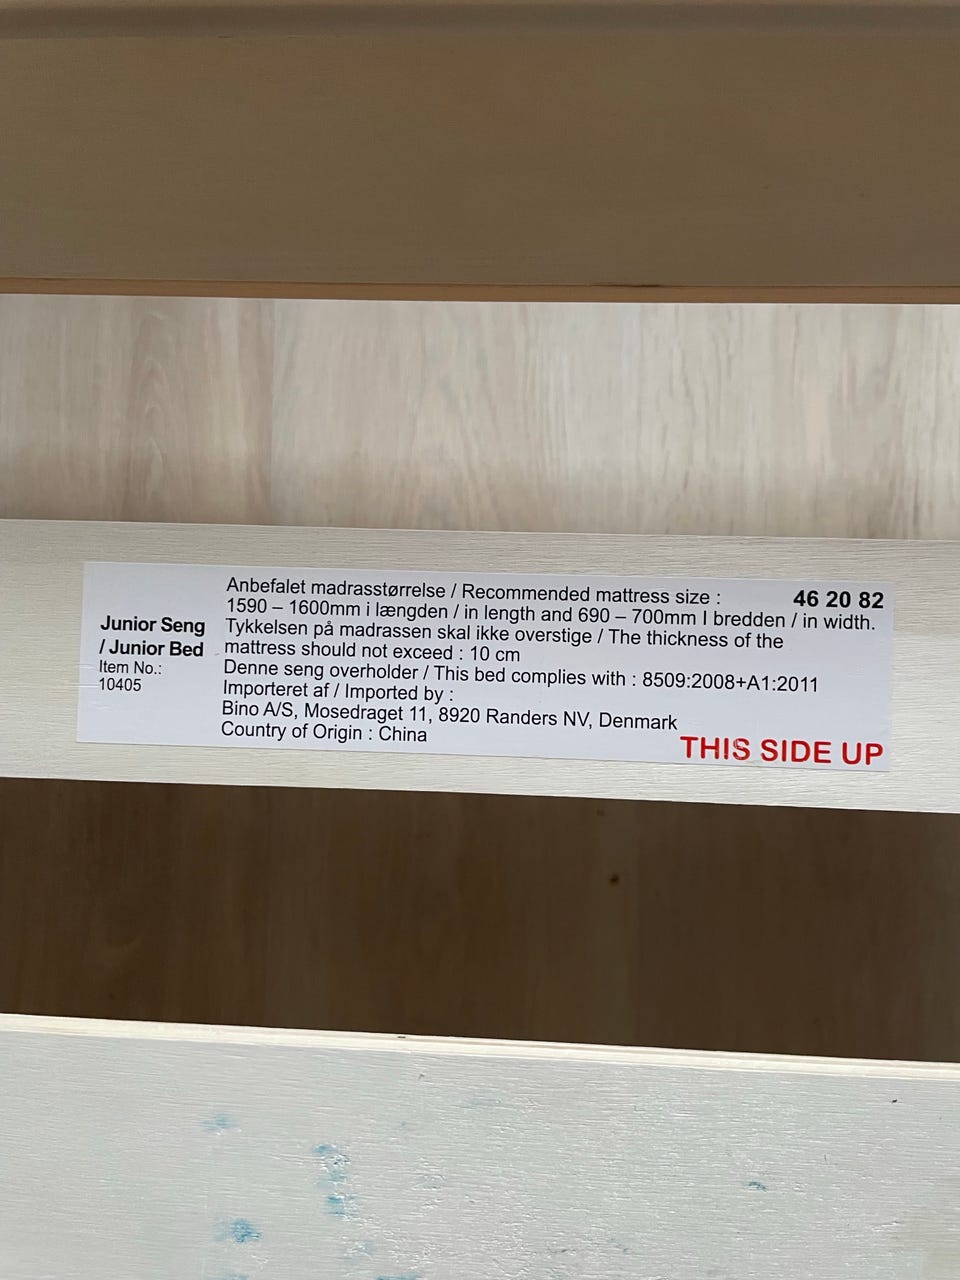 Junior Seng
/ Junior Bed
Item No.:
10405
Anbefalet madrasstørrelse / Recommended mattress size :
46 20 82
1590 – 1600mm i længden / in length and 690 – 700mm I bredden / in width.
Tykkelsen på madrassen skal ikke overstige / The thickness of the
mattress should not exceed : 10 cm
Denne seng overholder / This bed complies with : 8509:2008+A1:2011
Importeret af / Imported by :
Bino A/S, Mosedraget 11, 8920 Randers NV, Denmark
Country of Origin : China
THIS SIDE UP